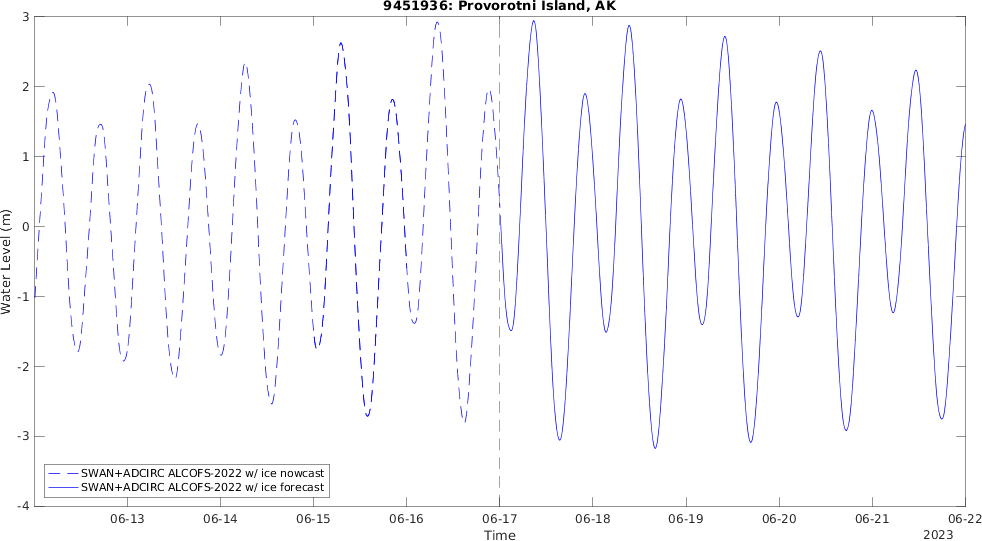 9451936: Provorotni Island, AK
3
2
1
0
-1
-2
-3
-4
Water Level (m)
SWAN+ADCIRC ALCOFS-2022 w/ ice nowcast
SWAN+ADCIRC ALCOFS-2022 w/ ice forecast
06-13 06-14 06-15 06-16 06-17 06-18 06-19 06-20 06-21 06-22
Time
2023